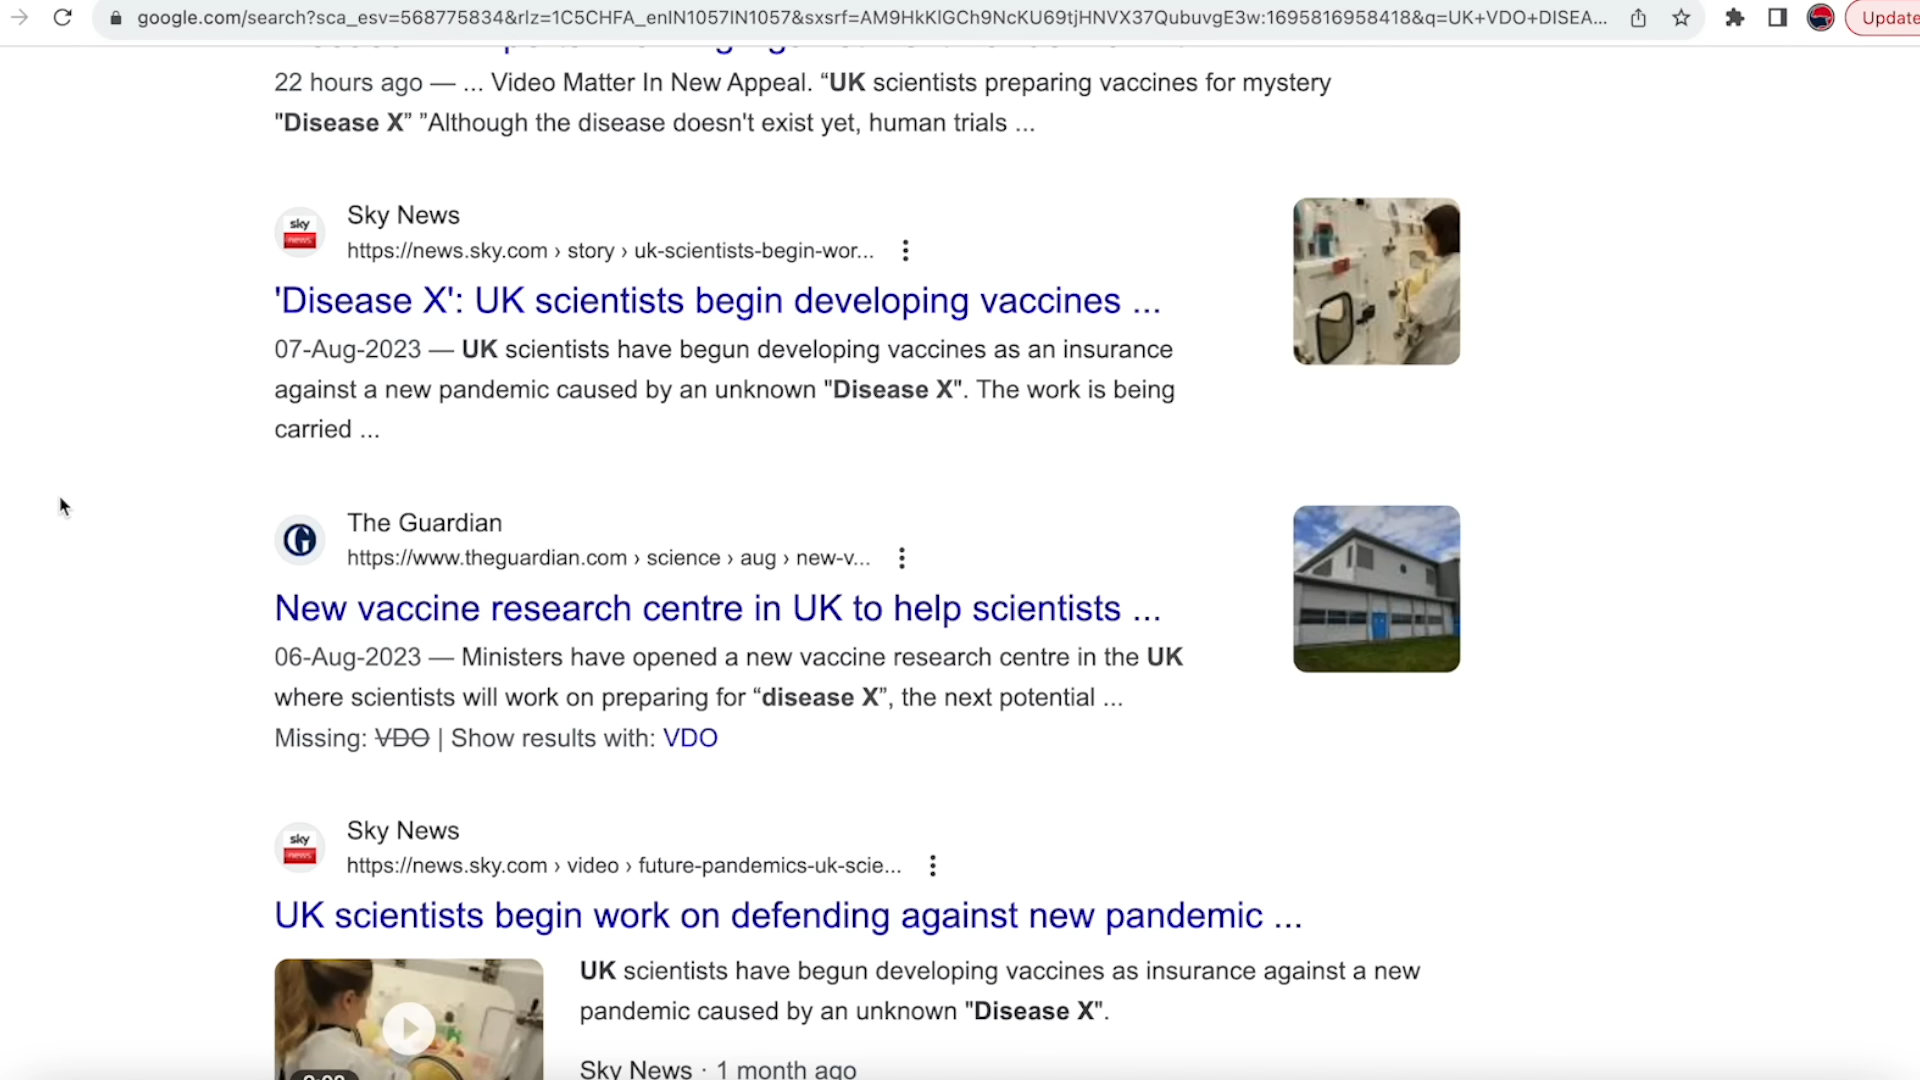 google.com/search?sca_esv=568775834&rlz=1C5CHFA_enIN1057IN1057&sxsrf=AM9HkKlGCh9NcKU69tjHNVX37QubuvgE3w:1695816958418&q=UK+VDO+DISEA...
Update
22 hours ago — ... Video Matter In New Appeal. “UK scientists preparing vaccines for mystery
"Disease X” ”Although the disease doesn't exist yet, human trials ...
sky news
Sky News
https://news.sky.com › story › uk-scientists-begin-wor...
'Disease X': UK scientists begin developing vaccines ...
07-Aug-2023 — UK scientists have begun developing vaccines as an insurance
against a new pandemic caused by an unknown "Disease X". The work is being
carried ...
G
The Guardian
https://www.theguardian.com › science › aug › new-v...
New vaccine research centre in UK to help scientists ...
06-Aug-2023 — Ministers have opened a new vaccine research centre in the UK
where scientists will work on preparing for “disease X”, the next potential ...
Missing: VDO | Show results with: VDO
sky news
Sky News
https://news.sky.com › video › future-pandemics-uk-scie...
UK scientists begin work on defending against new pandemic ...
UK scientists have begun developing vaccines as insurance against a new
pandemic caused by an unknown "Disease X".
Sky News · 1 month ago